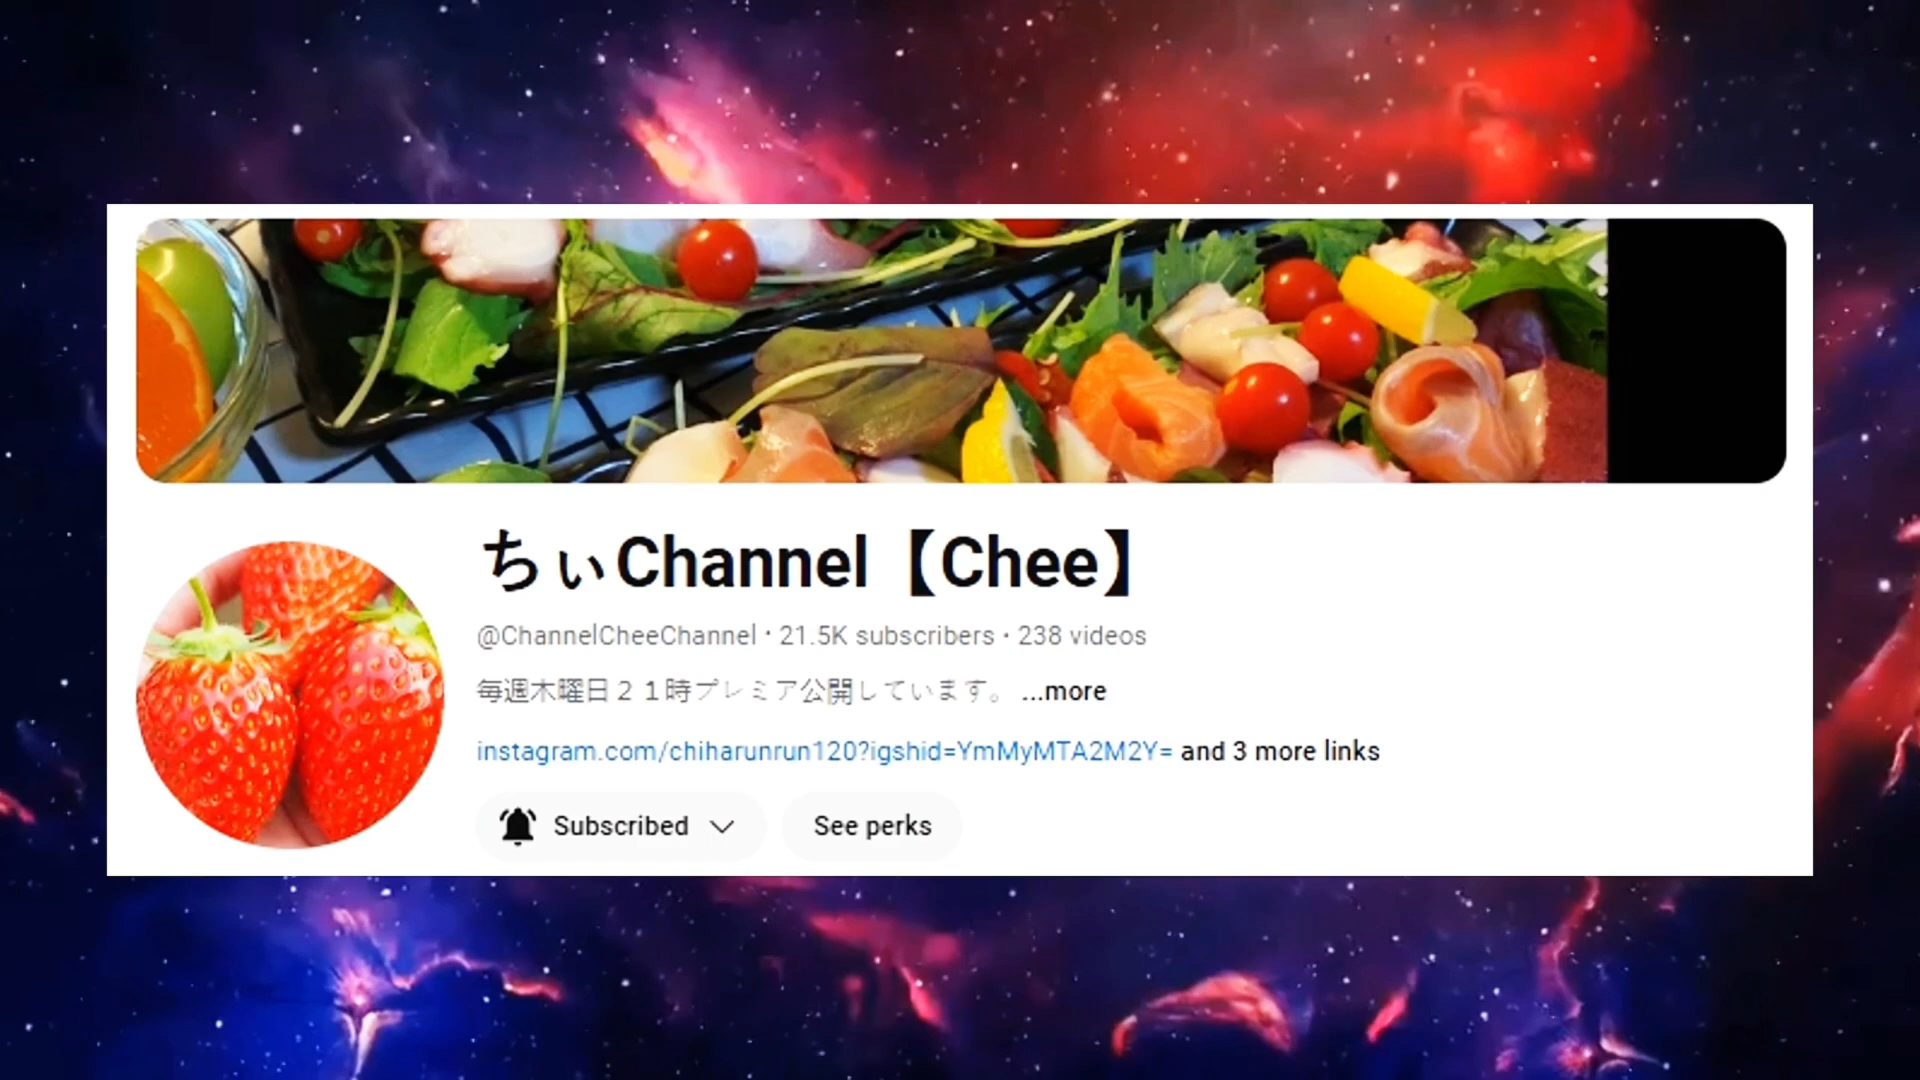 ちぃChannel【Chee】
@ChannelCheeChannel · 21.5K subscribers · 238 videos
毎週木曜日２１時プレミア公開しています。 ...more
instagram.com/chiharunrun120?igshid=YmMyMTA2M2Y= and 3 more links
Subscribed See perks